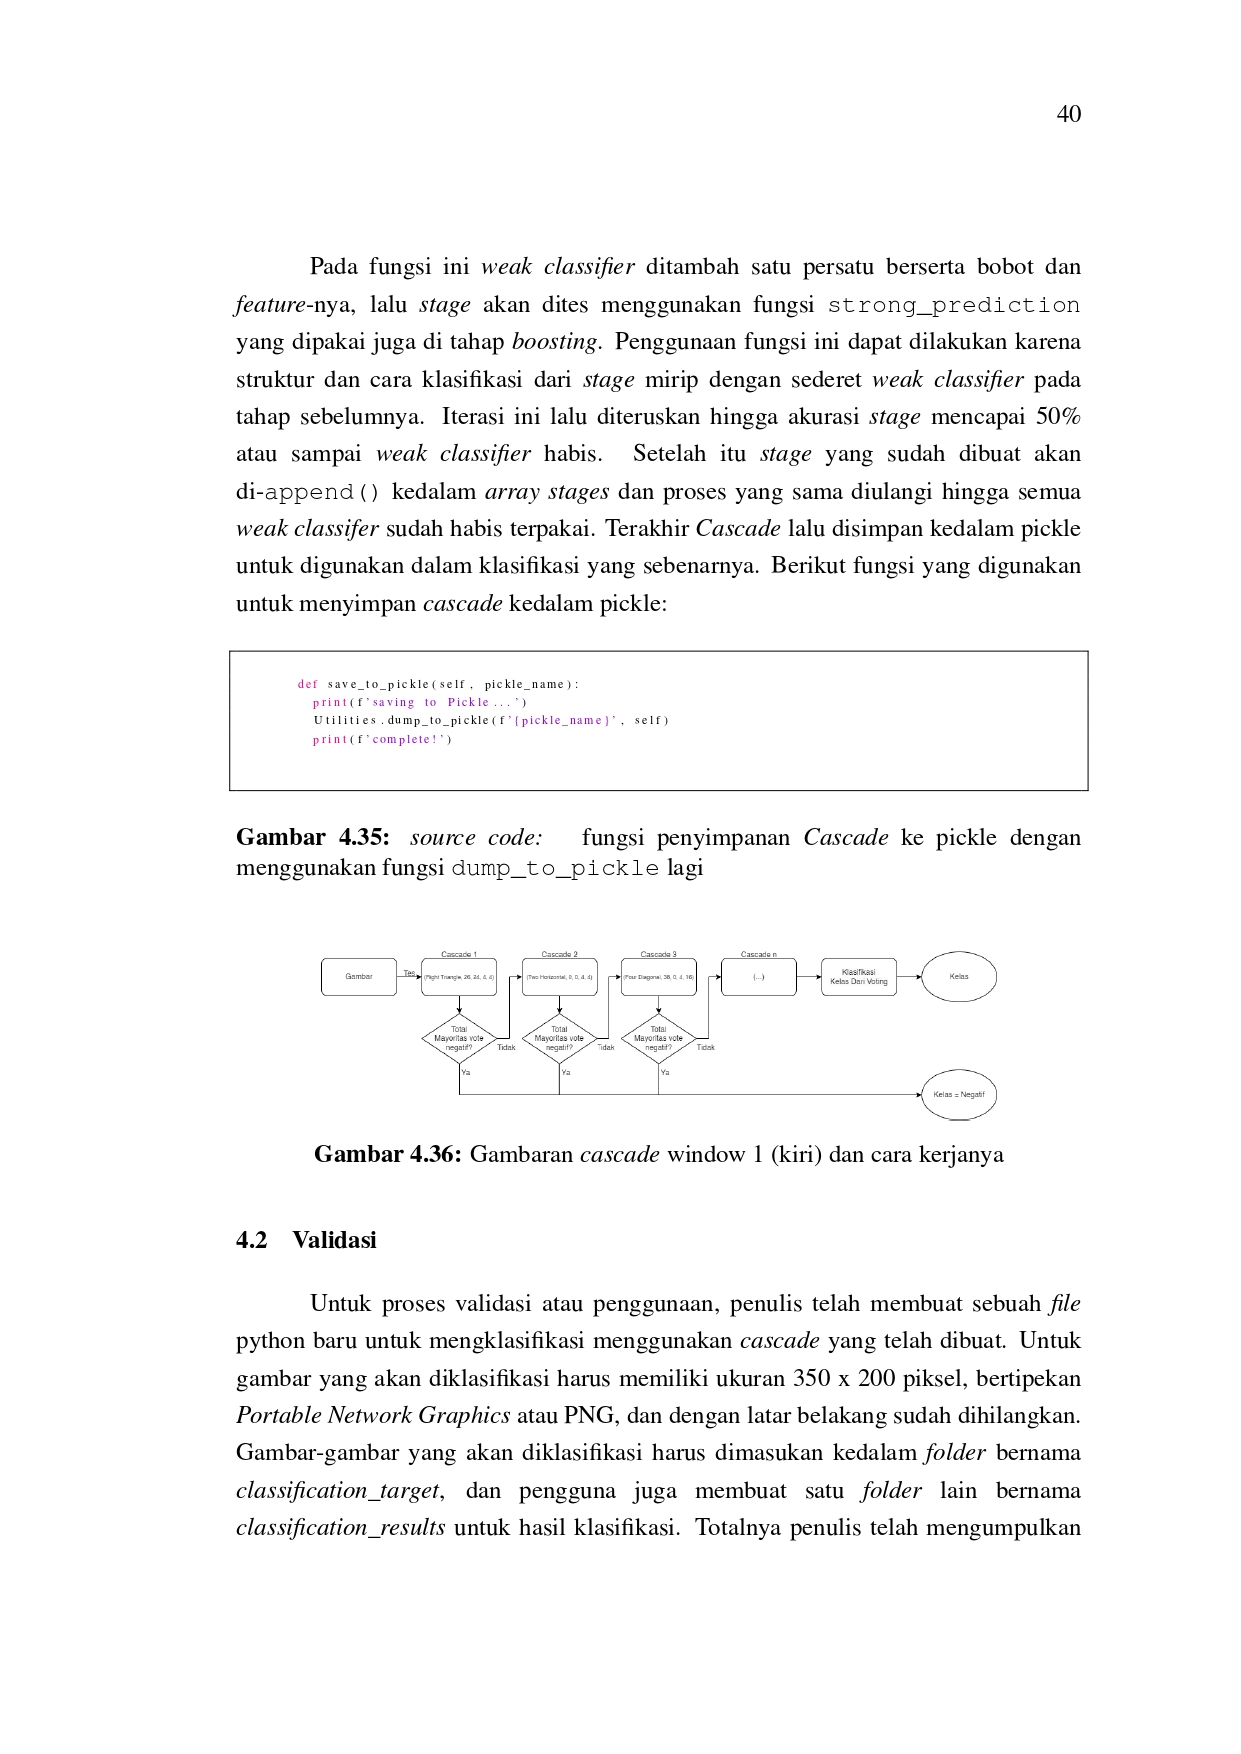 40
Pada fungsi ini weak classifier ditambah satu persatu berserta bobot dan
feature-nya, lalu stage akan dites menggunakan fungsi strong_prediction
yang dipakai juga di tahap boosting. Penggunaan fungsi ini dapat dilakukan karena
struktur dan cara klasifikasi dari stage mirip dengan sederet weak classifier pada
tahap sebelumnya. Iterasi ini lalu diteruskan hingga akurasi stage mencapai 50%
atau sampai weak classifier habis. Setelah itu stage yang sudah dibuat akan
di-append() kedalam array stages dan proses yang sama diulangi hingga semua
weak classifer sudah habis terpakai. Terakhir Cascade lalu disimpan kedalam pickle
untuk digunakan dalam klasifikasi yang sebenarnya. Berikut fungsi yang digunakan
untuk menyimpan cascade kedalam pickle:
def save_to_pickle(self, pickle_name):
print(f'saving to Pickle...')
Utilities.dump_to_pickle(f'{pickle_name}', self)
print(f'complete!')
Gambar 4.35: source code: fungsi penyimpanan Cascade ke pickle dengan
menggunakan fungsi dump_to_pickle lagi
Cascade 1 Cascade 2 Cascade 3 Cascade n
Gambar Tes (Right Triangle, 26, 24, 4, 4) (Two Horizontal, 0, 0, 4, 4) (Four Diagonal, 38, 0, 4, 16) (...) Klasifikasi Kelas
Kelas Dari Voting
Total Total Total
Mayoritas vote Mayoritas vote Mayoritas vote
negatif? Tidak negatif? Tidak negatif? Tidak
Ya Ya Ya
Kelas = Negatif
Gambar 4.36: Gambaran cascade window 1 (kiri) dan cara kerjanya
4.2 Validasi
Untuk proses validasi atau penggunaan, penulis telah membuat sebuah file
python baru untuk mengklasifikasi menggunakan cascade yang telah dibuat. Untuk
gambar yang akan diklasifikasi harus memiliki ukuran 350 x 200 piksel, bertipekan
Portable Network Graphics atau PNG, dan dengan latar belakang sudah dihilangkan.
Gambar-gambar yang akan diklasifikasi harus dimasukan kedalam folder bernama
classification_target, dan pengguna juga membuat satu folder lain bernama
classification_results untuk hasil klasifikasi. Totalnya penulis telah mengumpulkan